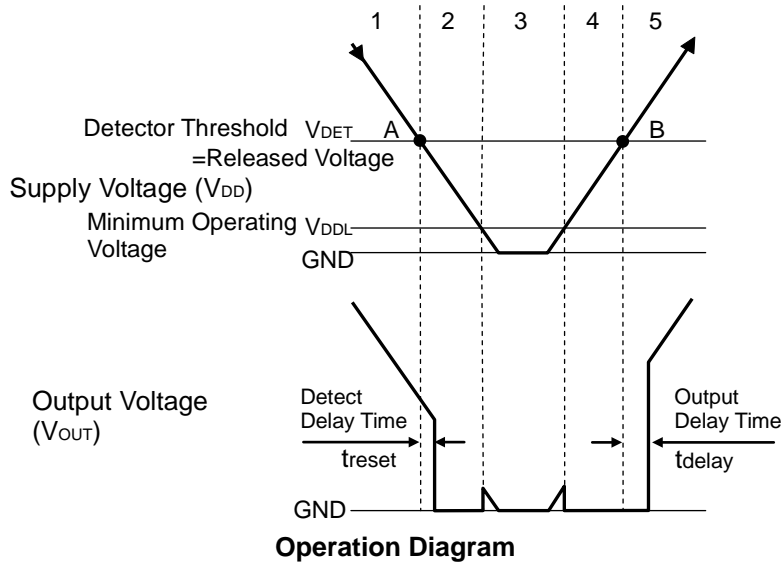 1 2 3 4 5
Detector Threshold VDET A B
=Released Voltage
Supply Voltage (VDD)
Minimum Operating VDDL
Voltage
GND
Output Voltage
(VOUT)
Detect
Delay Time
treset
Output
Delay Time
tdelay
GND
Operation Diagram